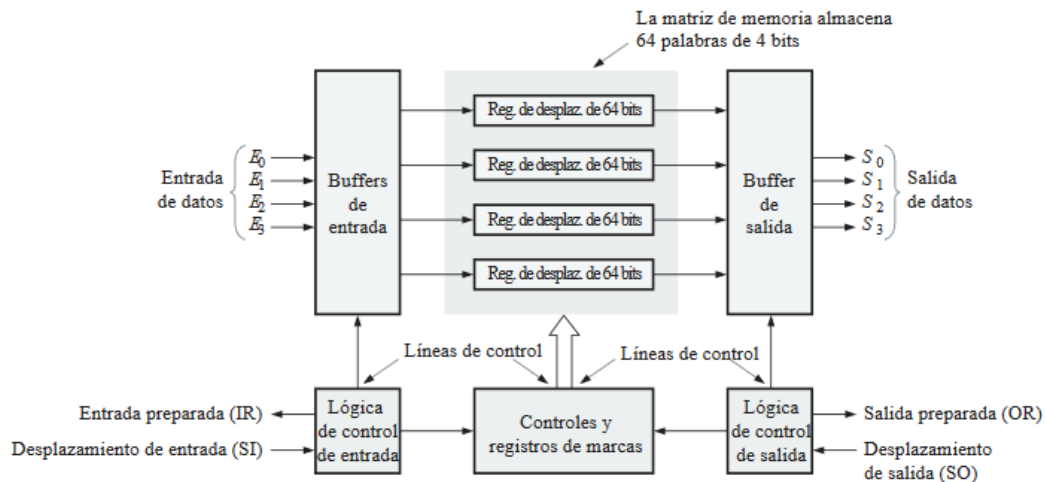 La matriz de memoria almacena
64 palabras de 4 bits
Reg. de desplaz. de 64 bits
Reg. de desplaz. de 64 bits
Reg. de desplaz. de 64 bits
Reg. de desplaz. de 64 bits
Entrada
de datos
E0
E1
E2
E3
Buffers
de
entrada
Buffer
de
salida
S0
S1
S2
S3
Salida
de datos
Líneas de control
Líneas de control
Entrada preparada (IR)
Desplazamiento de entrada (SI)
Lógica
de control
de entrada
Controles y
registros de marcas
Lógica
de control
de salida
Salida preparada (OR)
Desplazamiento
de salida (SO)